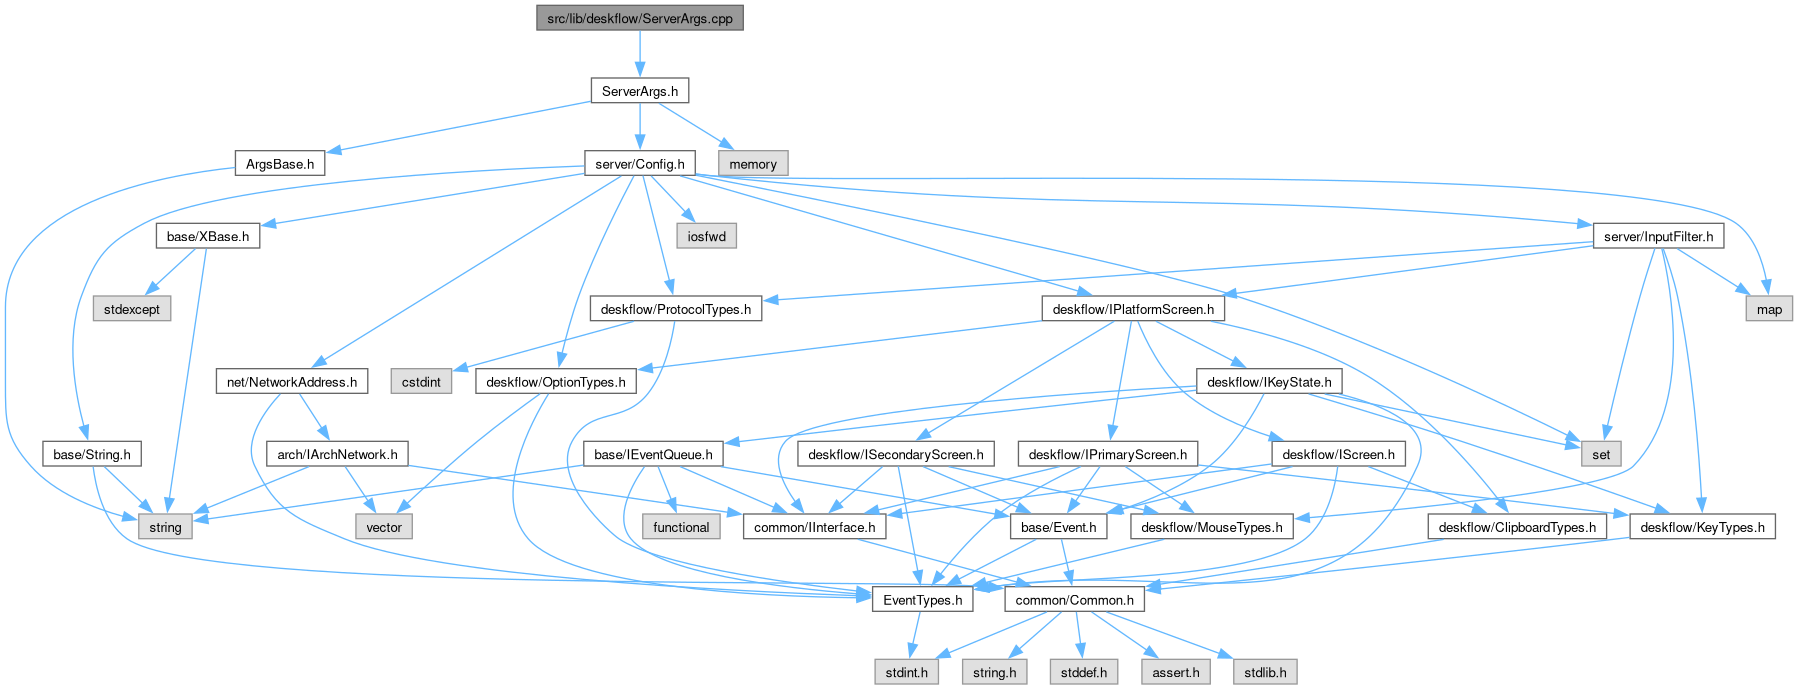 src/lib/deskflow/ServerArgs.cpp
ServerArgs.h
ArgsBase.h
server/Config.h
memory
base/XBase.h
iosfwd
server/InputFilter.h
stdexcept
deskflow/ProtocolTypes.h
deskflow/IPlatformScreen.h
map
net/NetworkAddress.h
cstdint
deskflow/OptionTypes.h
deskflow/IKeyState.h
base/String.h
arch/IArchNetwork.h
base/IEventQueue.h
deskflow/ISecondaryScreen.h
deskflow/IPrimaryScreen.h
deskflow/IScreen.h
set
string
vector
functional
common/IInterface.h
base/Event.h
deskflow/MouseTypes.h
deskflow/ClipboardTypes.h
deskflow/KeyTypes.h
EventTypes.h
common/Common.h
stdint.h
string.h
stddef.h
assert.h
stdlib.h